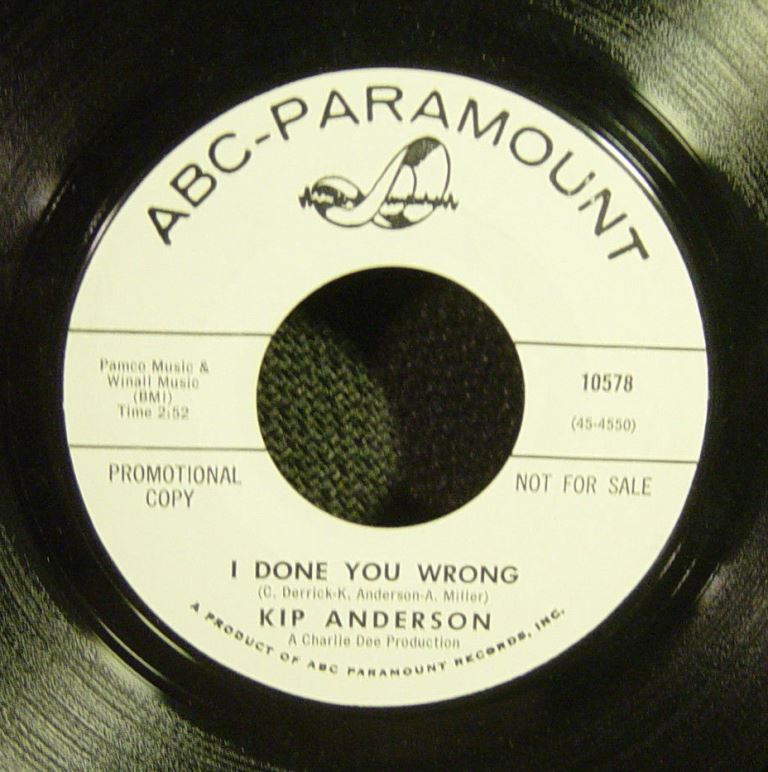 ABC-PARAMOUNT
Pamco Music &
Winall Music
(BMI)
Time 2:52
10578
(45-4550)
PROMOTIONAL
COPY
NOT FOR SALE
I DONE YOU WRONG
(C. Derrick-K. Anderson-A. Miller)
KIP ANDERSON
A Charlie Dee Production
A PRODUCT OF ABC PARAMOUNT RECORDS, INC.